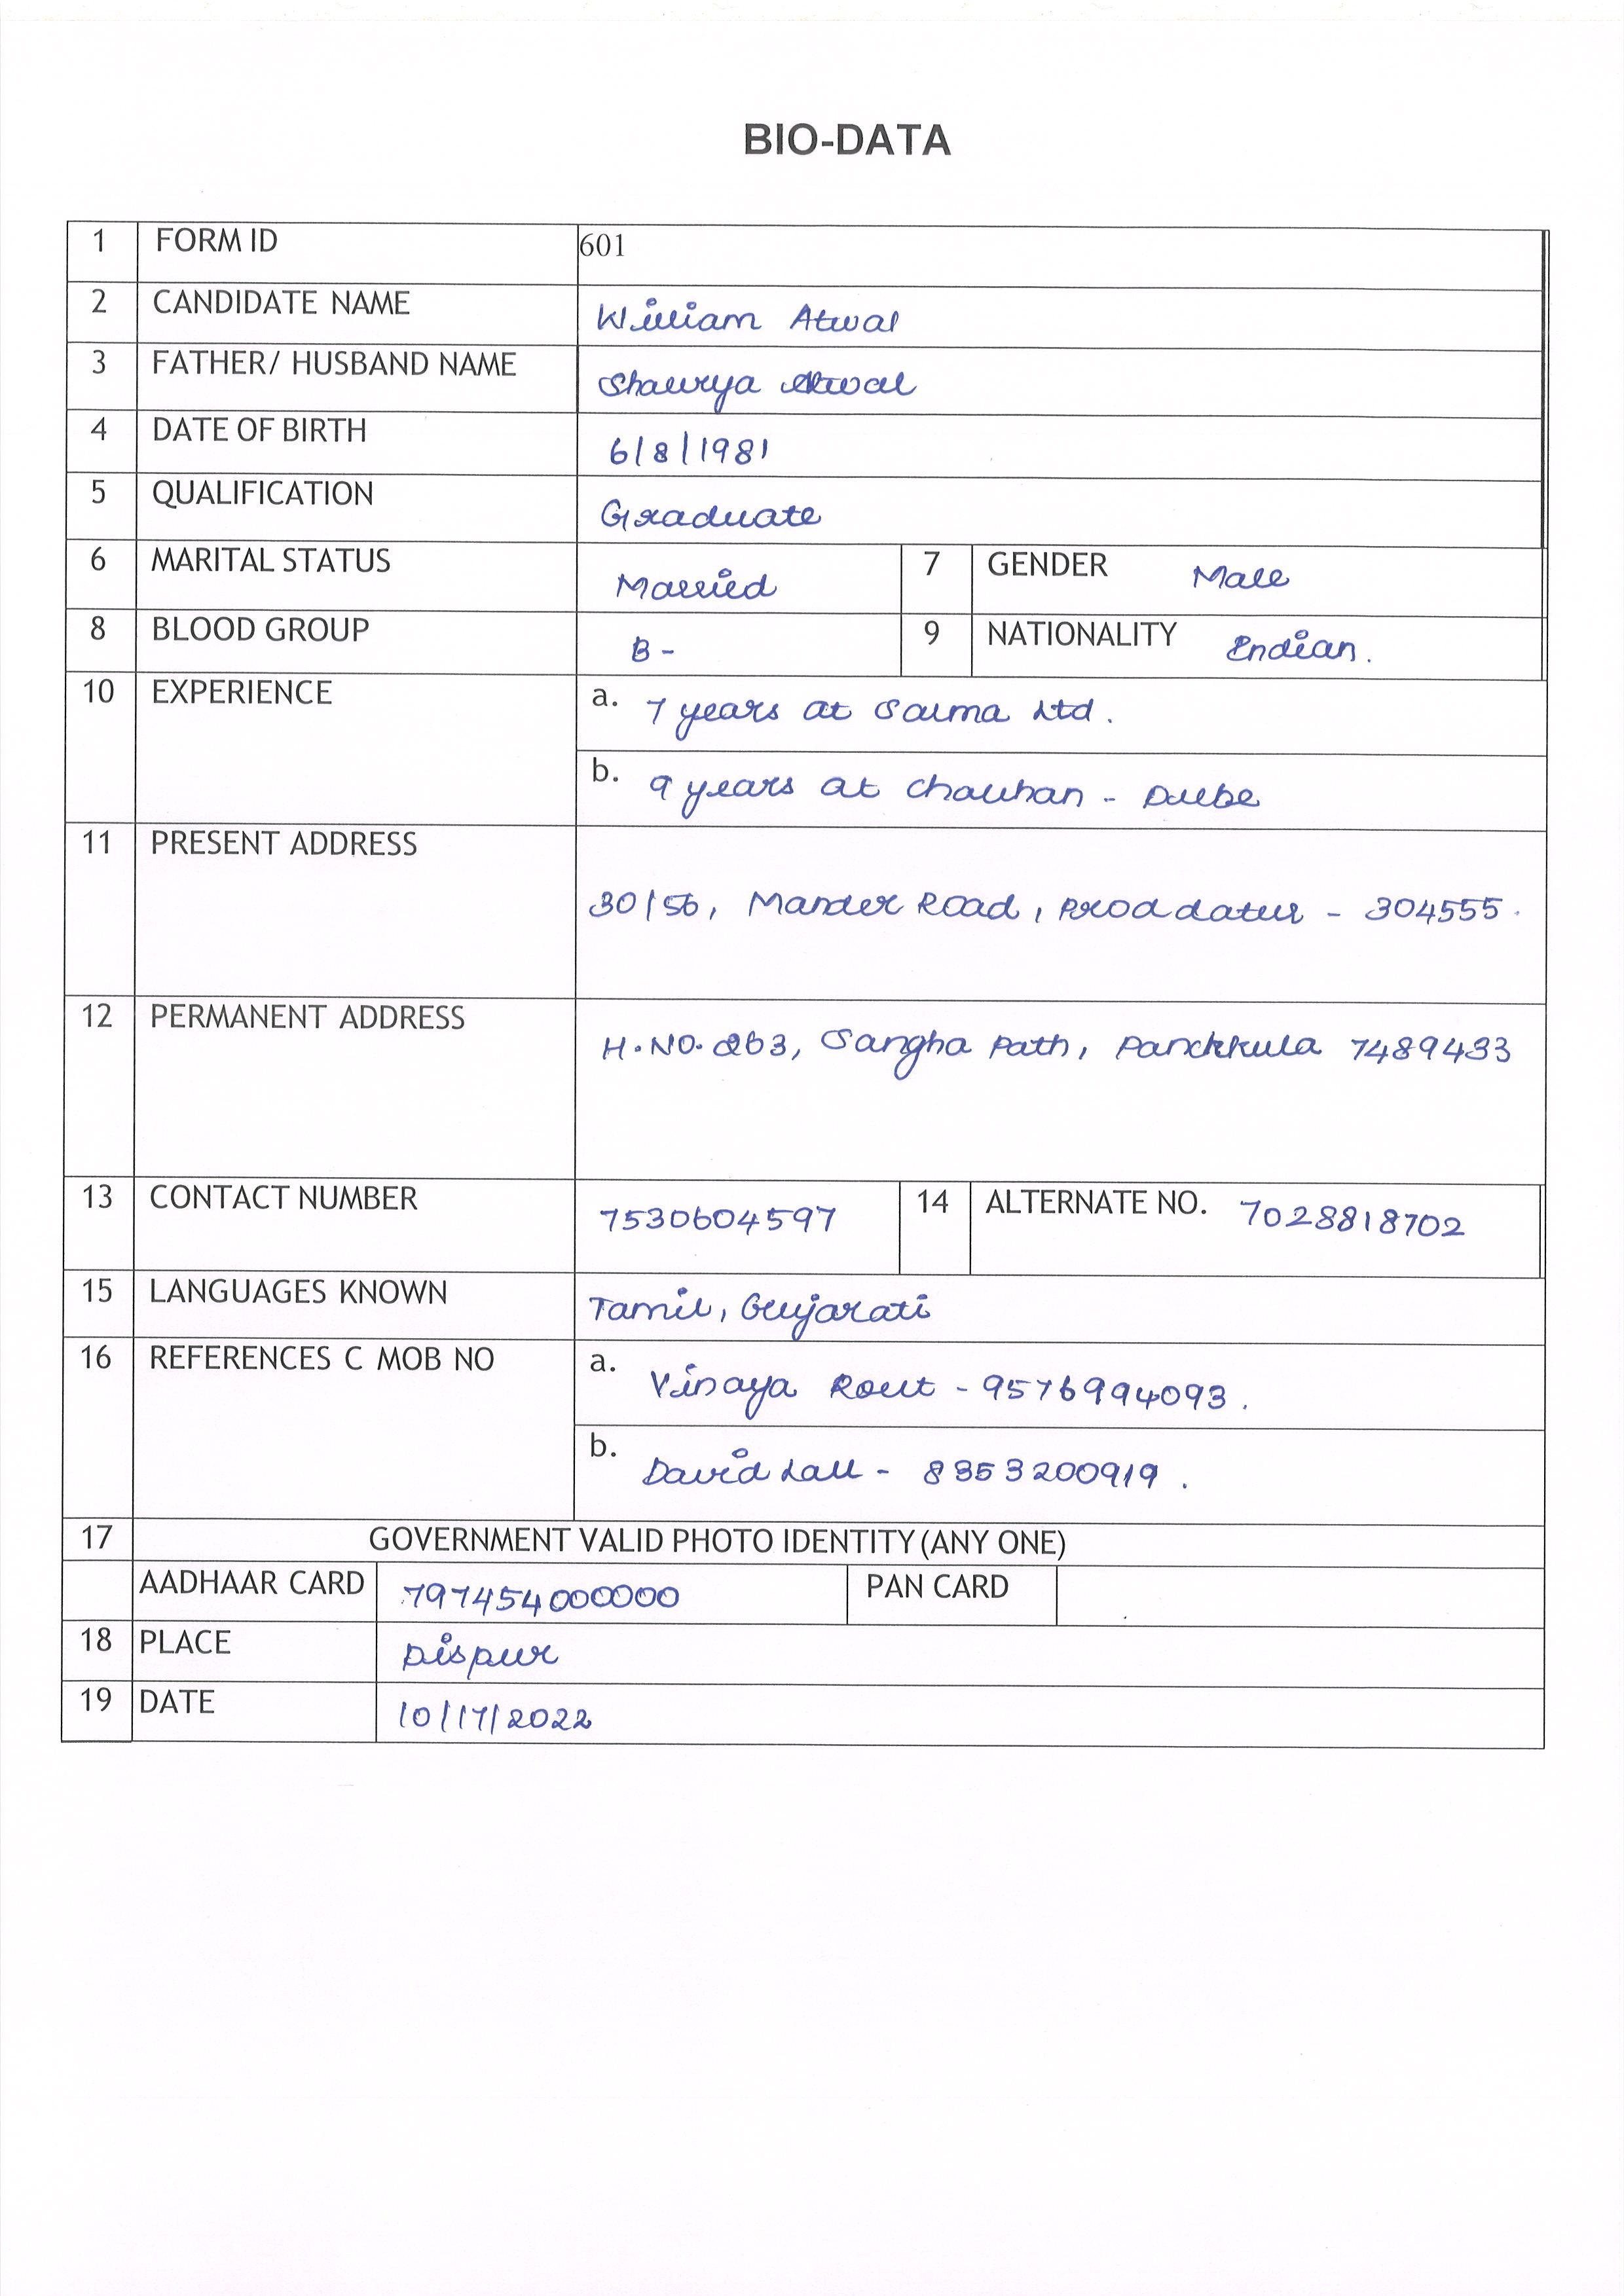 BIO-DATA
1 FORM ID 601
2 CANDIDATE NAME William Atwal
3 FATHER/ HUSBAND NAME Shaurya Atwal
4 DATE OF BIRTH 6/8/1981
5 QUALIFICATION Graduate
6 MARITAL STATUS Married 7 GENDER Male
8 BLOOD GROUP B- 9 NATIONALITY Indian.
10 EXPERIENCE a. 7 years at Sarma Ltd.
b. 9 years at Chauhan - Dube
11 PRESENT ADDRESS
30/56, Mander Road, Proddatur - 304555.
12 PERMANENT ADDRESS
H.NO. 263, Sangha Path, Panchkula 7489433
13 CONTACT NUMBER 7530604597 14 ALTERNATE NO. 7028818702
15 LANGUAGES KNOWN Tamil, Gujarati
16 REFERENCES C MOB NO a. Vinaya Rout - 9576994093.
b. David Lall - 8353200919.
17 GOVERNMENT VALID PHOTO IDENTITY (ANY ONE)
AADHAAR CARD 797454000000 PAN CARD
18 PLACE Dispur
19 DATE 10/17/2022